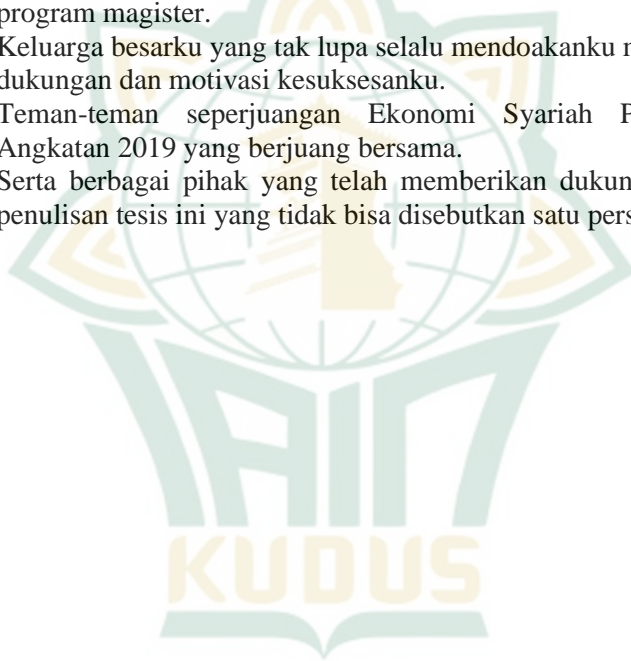 program magister.
Keluarga besarku yang tak lupa selalu mendoakanku
dukungan dan motivasi kesuksesanku.
Teman-teman seperjuangan Ekonomi Syariah
Angkatan 2019 yang berjuang bersama.
Serta berbagai pihak yang telah memberikan
penulisan tesis ini yang tidak bisa disebutkan satu
IAIN
KUDUS